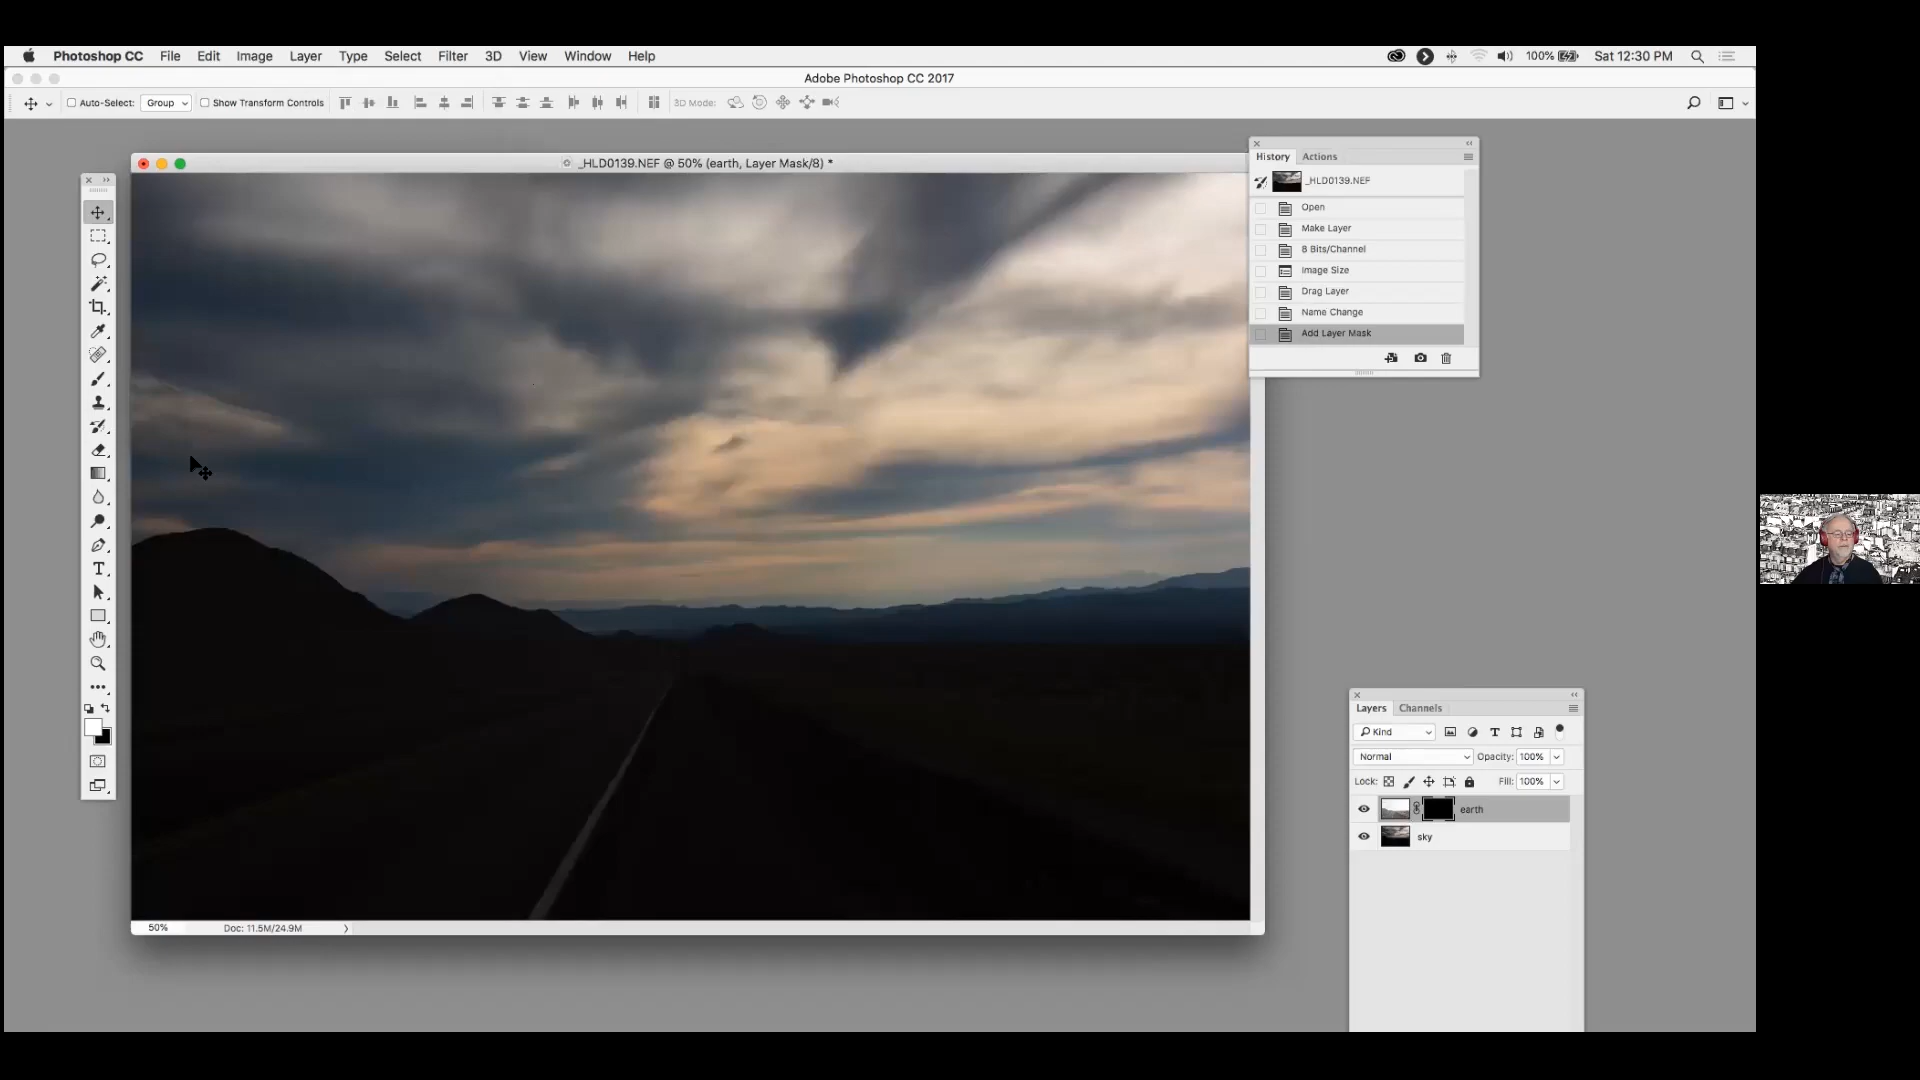 Photoshop CC File Edit Image Layer Type Select Filter 3D View Window Help 100% Sat 12:30 PM
Adobe Photoshop CC 2017
Auto-Select: Group Show Transform Controls 3D Mode:
_HLD0139.NEF @ 50% (earth, Layer Mask/8) *
History Actions
_HLD0139.NEF
Open
Make Layer
8 Bits/Channel
Image Size
Drag Layer
Name Change
Add Layer Mask
Layers Channels
Kind
Normal Opacity: 100%
Lock: Fill: 100%
earth
sky
50% Doc: 11.5M/24.9M